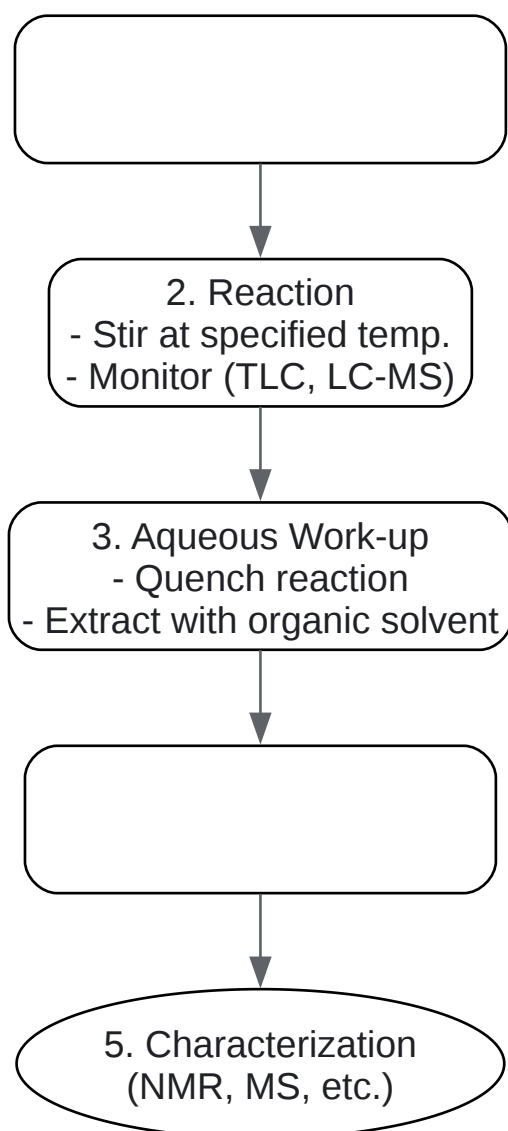 2. Reaction
- Stir at specified temp.
- Monitor (TLC, LC-MS)
3. Aqueous Work-up
- Quench reaction
- Extract with organic solvent
5. Characterization
(NMR, MS, etc.)